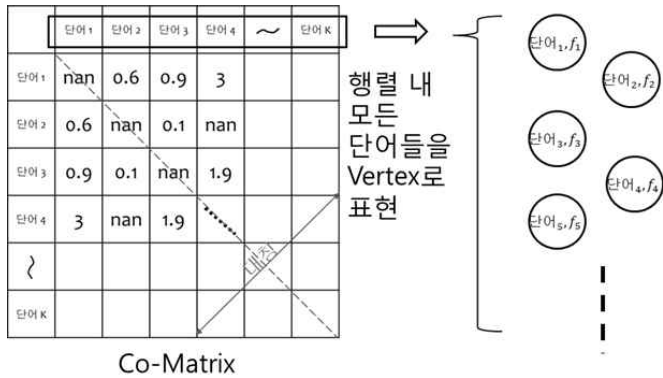 단어 1 단어 2 단어 3 단어 4 ~ 단어 K
단어 1 nan 0.6 0.9 3
단어 2 0.6 nan 0.1 nan
단어 3 0.9 0.1 nan 1.9
단어 4 3 nan 1.9
~
단어 K
대칭
Co-Matrix
행렬 내
모든
단어들을
Vertex로
표현
단어₁,f₁
단어₂,f₂
단어₃,f₃
단어₄,f₄
단어₅,f₅